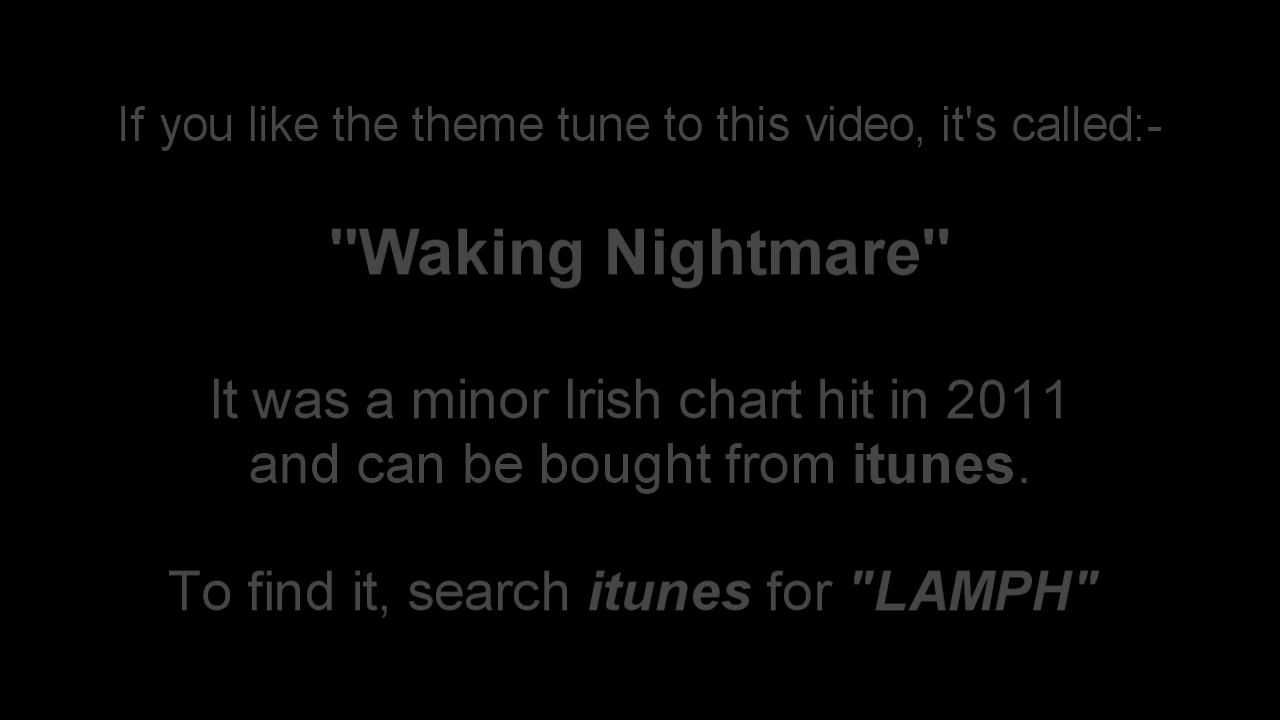 If you like the theme tune to this video, it's called:-
"Waking Nightmare"
It was a minor Irish chart hit in 2011
and can be bought from itunes.
To find it, search itunes for "LAMPH"